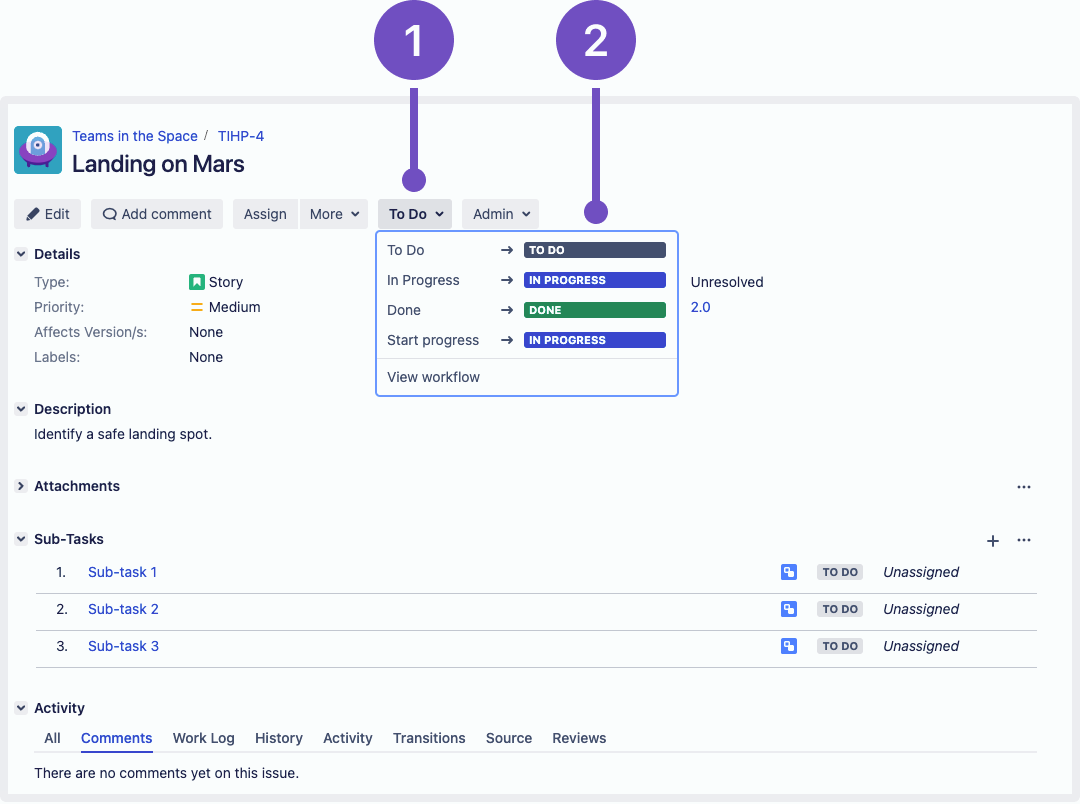 1 2
Teams in the Space / TIHP-4
Landing on Mars
Edit Add comment Assign More To Do Admin
Details
To Do → TO DO
Type: Story In Progress → IN PROGRESS Unresolved
Priority: Medium Done → DONE 2.0
Affects Version/s: None Start progress → IN PROGRESS
Labels: None
View workflow
Description
Identify a safe landing spot.
Attachments
Sub-Tasks
1. Sub-task 1 TO DO Unassigned
2. Sub-task 2 TO DO Unassigned
3. Sub-task 3 TO DO Unassigned
Activity
All Comments Work Log History Activity Transitions Source Reviews
There are no comments yet on this issue.